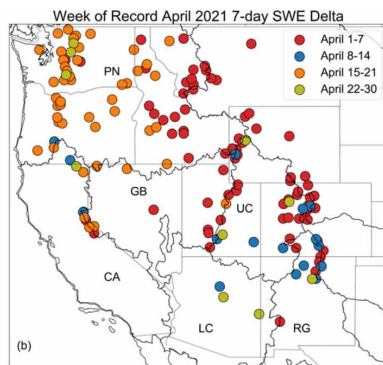 Week of Record April 2021 7-day SWE Delta
April 1-7
April 8-14
April 15-21
April 22-30
PN
GB
UC
CA
LC
RG
(b)